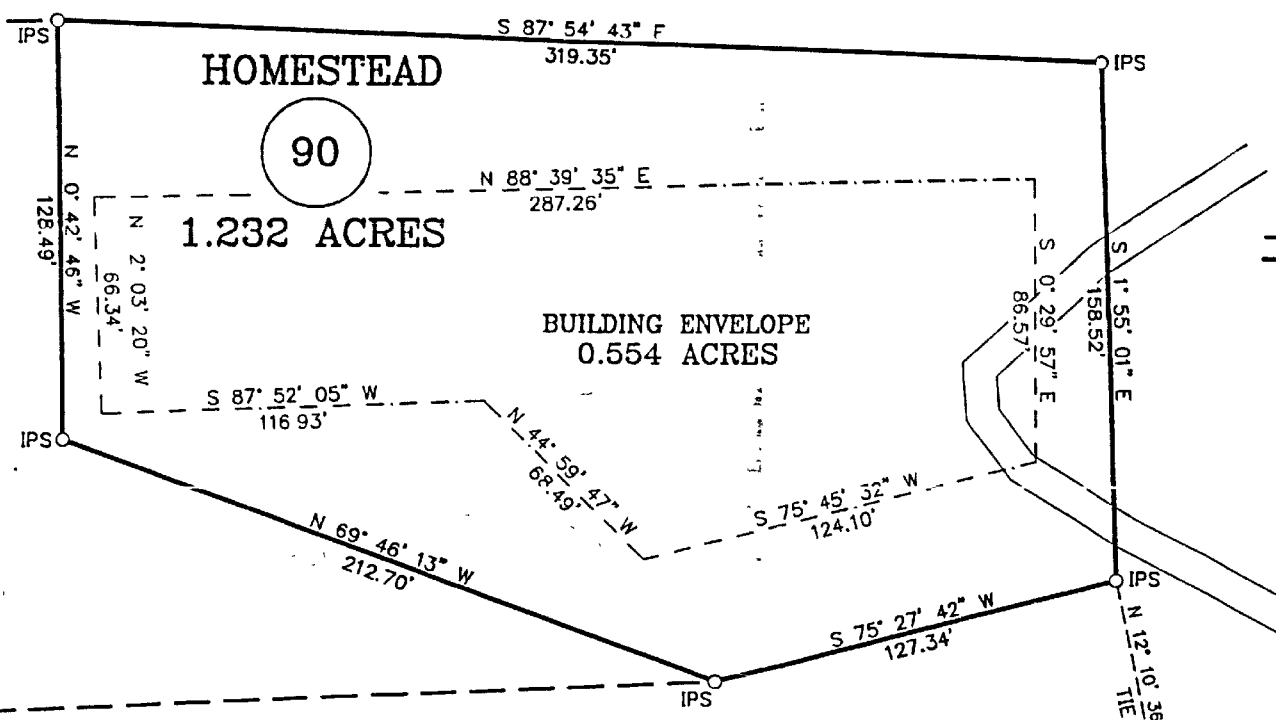 IPS
S 87° 54' 43" E
319.35'
IPS
HOMESTEAD
90
1.232 ACRES
N 0° 42' 46" W
128.49'
N 88° 39' 35" E
287.26'
N 2° 03' 20" W
66.34'
S 0° 29' 57" E
86.57'
S 1° 55' 01" E
158.52'
BUILDING ENVELOPE
0.554 ACRES
S 87° 52' 05" W
116.93'
IPS
N 44° 59' 47" W
68.49'
S 75° 45' 32" W
124.10'
N 69° 46' 13" W
212.70'
S 75° 27' 42" W
127.34'
IPS
IPS
N 12° 10' 36
TIE